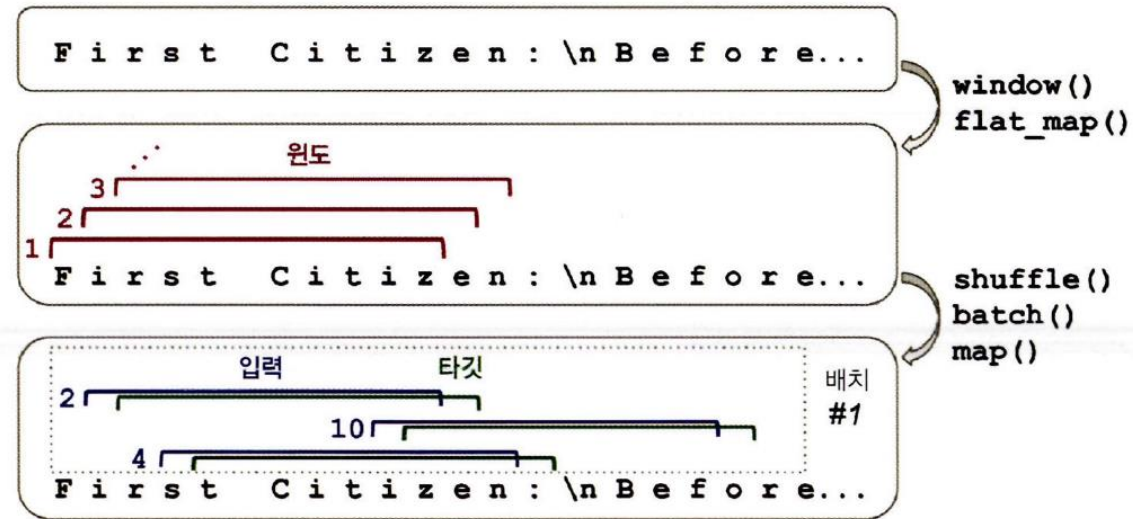 First Citizen:\nBefore...
window()
flat_map()
윈도
3
2
1
First Citizen:\nBefore...
shuffle()
batch()
map()
입력 타깃
배치
#1
2
10
4
First Citizen:\nBefore...